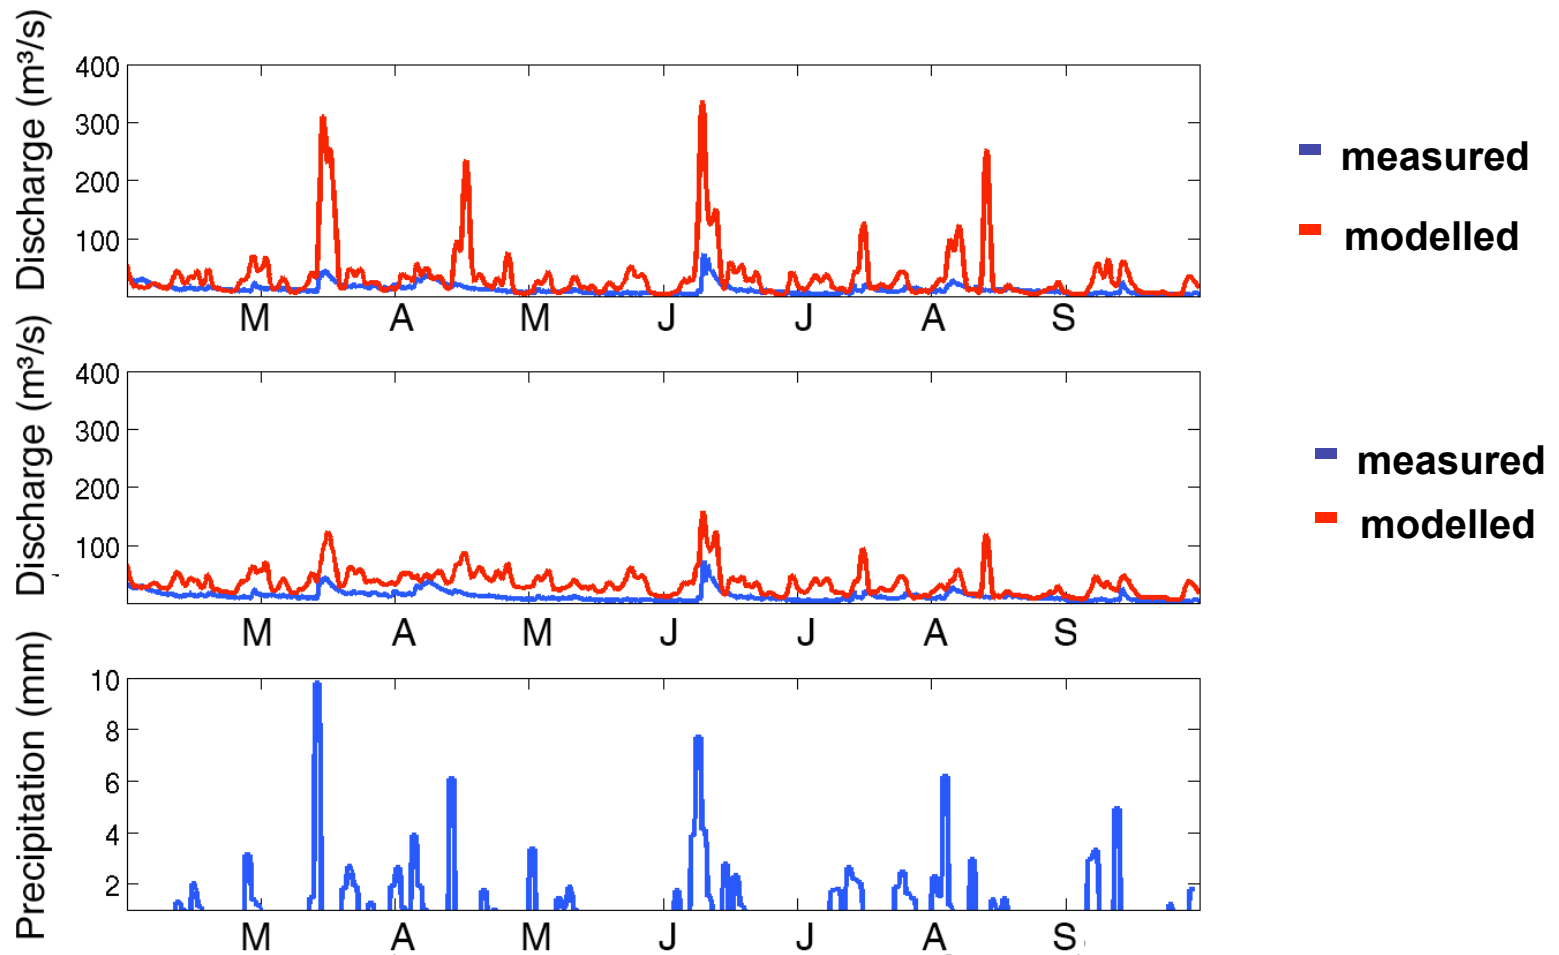 Discharge (m³/s)
400
300
200
100
M A M J J A S
measured
modelled
Discharge (m³/s)
400
300
200
100
M A M J J A S
measured
modelled
Precipitation (mm)
10
8
6
4
2
M A M J J A S